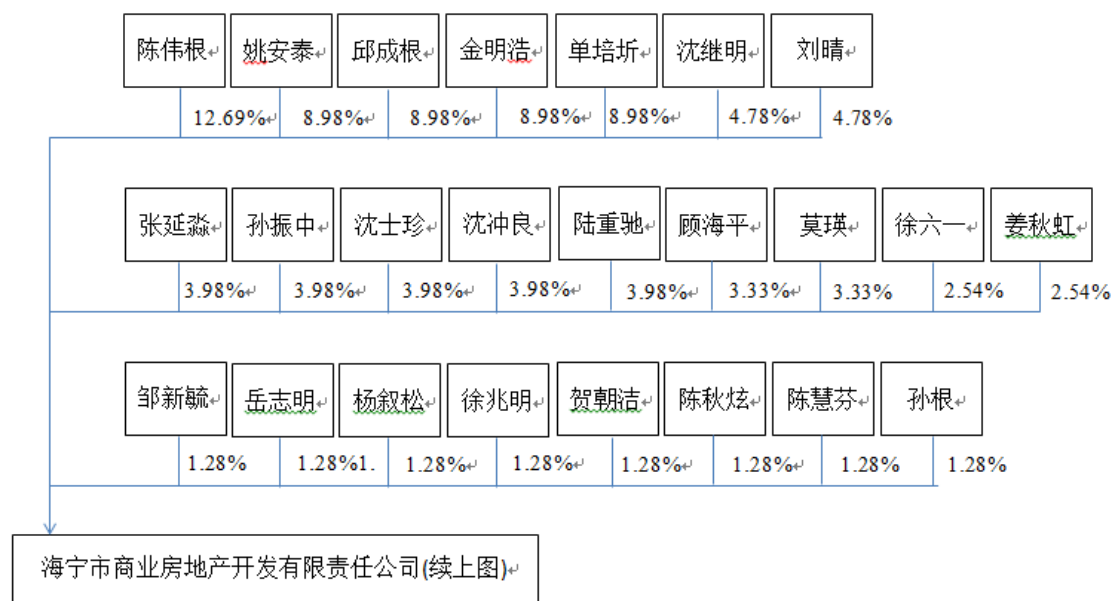 陈伟根 姚安泰 邱成根 金明浩 单培圻 沈继明 刘晴
12.69% 8.98% 8.98% 8.98% 8.98% 4.78% 4.78%
张延淼 孙振中 沈士珍 沈冲良 陆重驰 顾海平 莫瑛 徐六一 姜秋虹
3.98% 3.98% 3.98% 3.98% 3.98% 3.33% 3.33% 2.54% 2.54%
邹新毓 岳志明 杨叙松 徐兆明 贺朝洁 陈秋炫 陈慧芬 孙根
1.28% 1.28%1. 1.28% 1.28% 1.28% 1.28% 1.28% 1.28%
海宁市商业房地产开发有限责任公司(续上图)